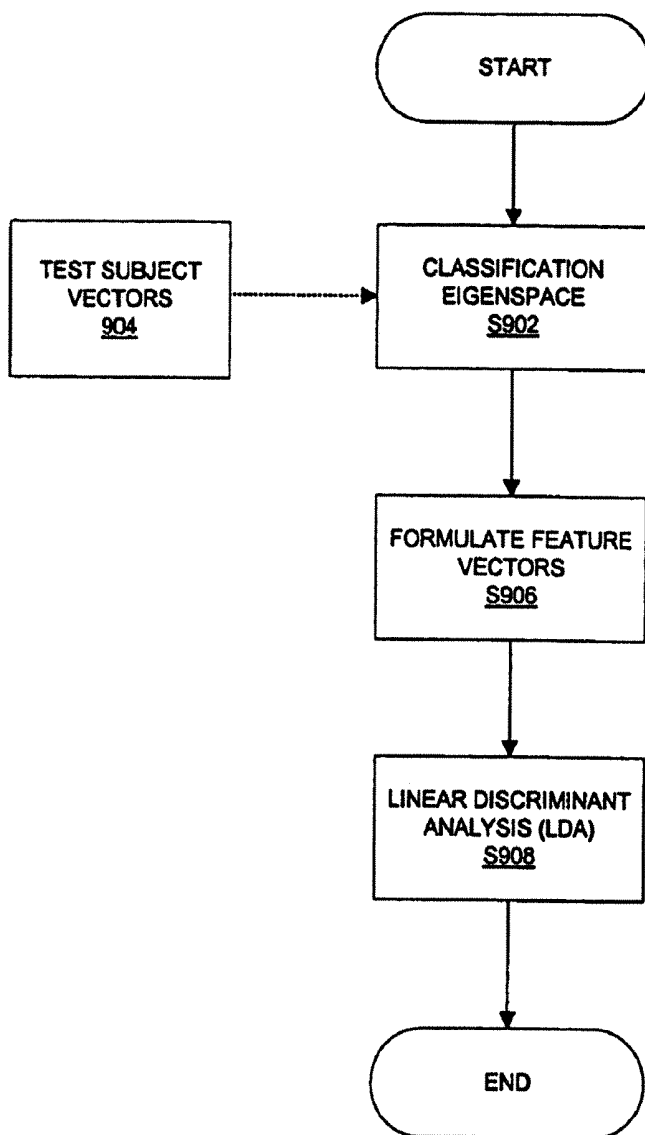 START
TEST SUBJECT
VECTORS
904
CLASSIFICATION
EIGENSPACE
S902
FORMULATE FEATURE
VECTORS
S906
LINEAR DISCRIMINANT
ANALYSIS (LDA)
S908
END